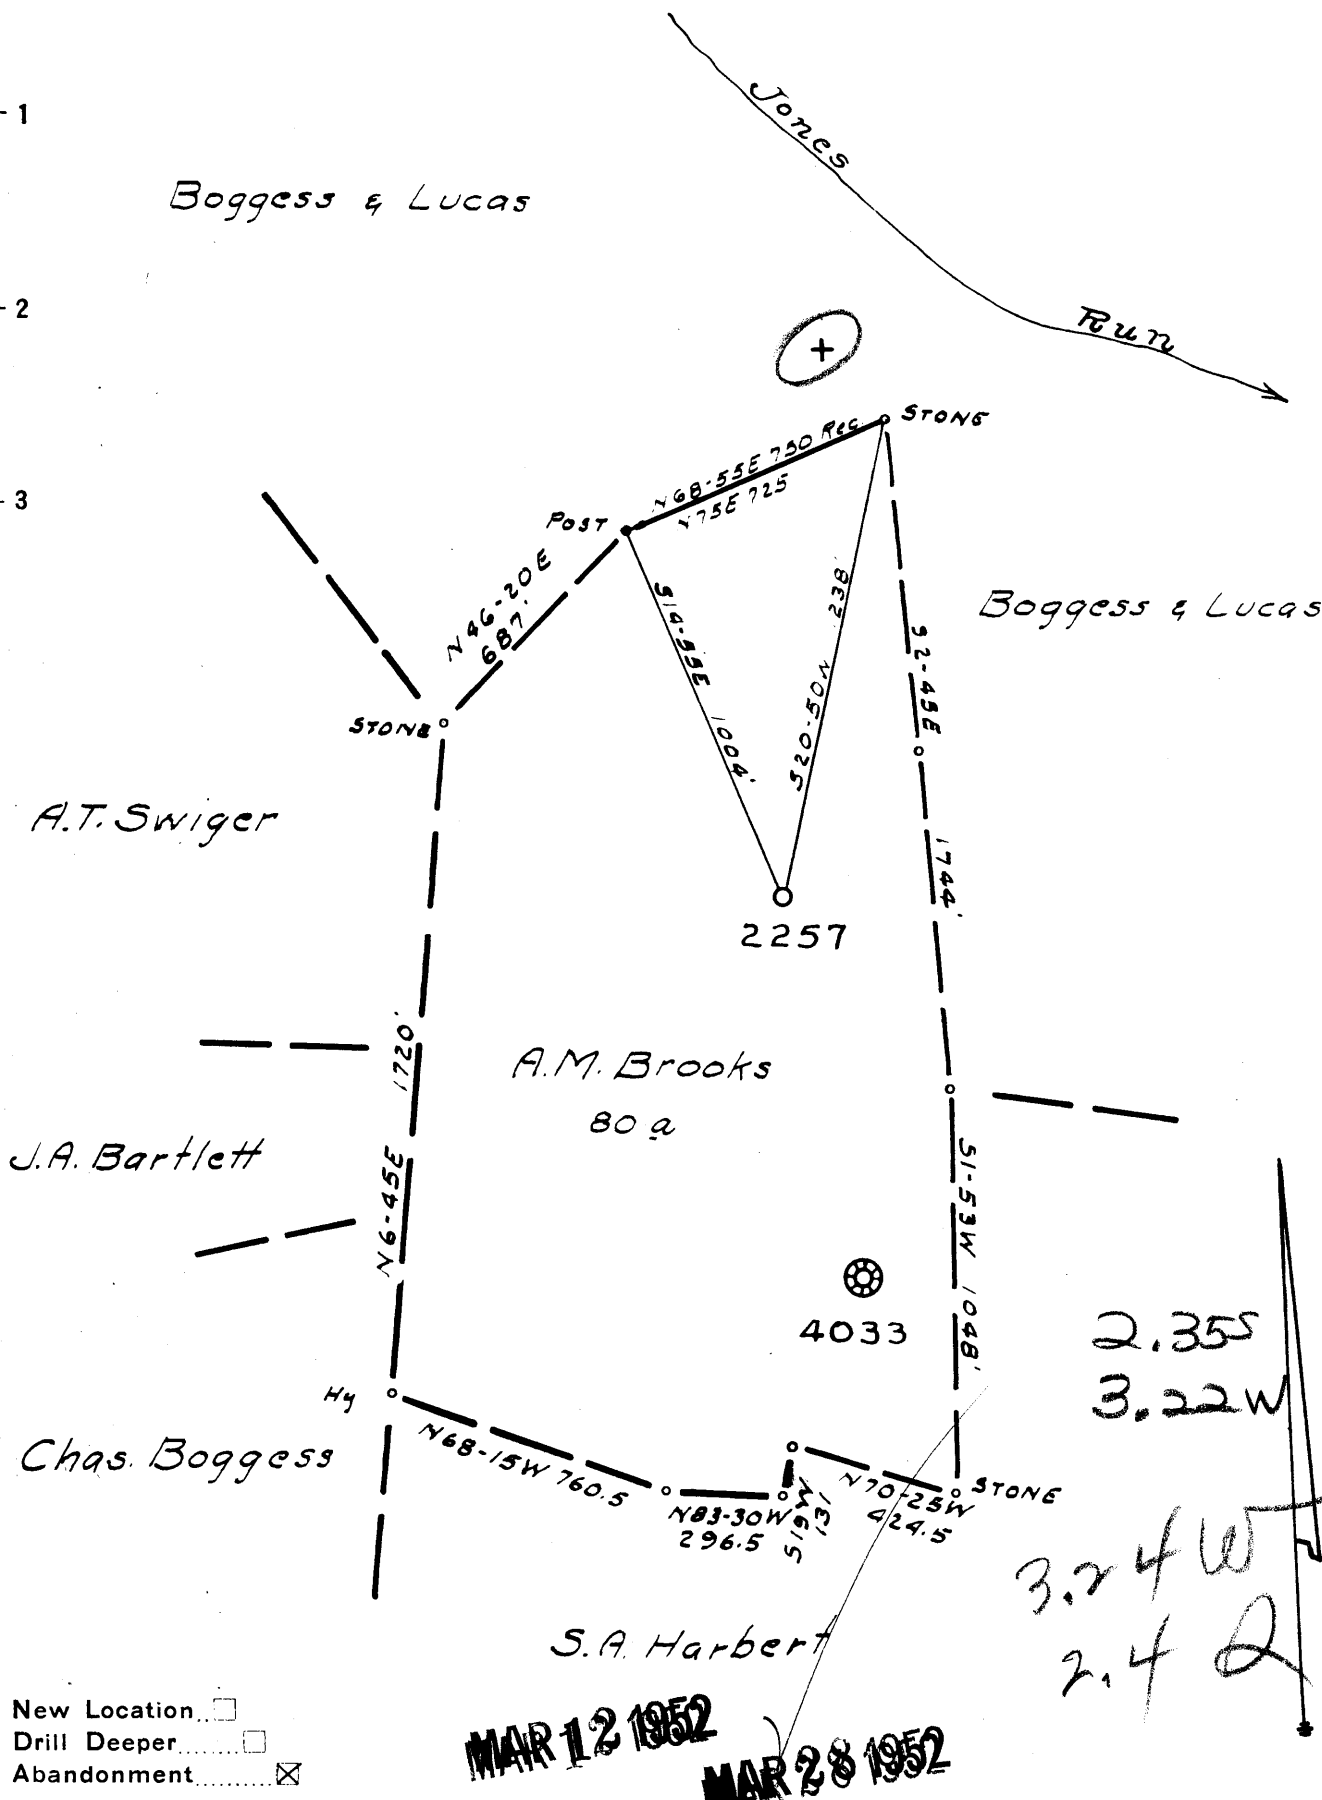 - 1
Jones
Boggess & Lucas
- 2
Run
+
STONE
N68-55E 750 Rec.
N75E 725
- 3
POST
N46-20E
687'
S14-55E 1004'
S20-50W 238'
Boggess & Lucas
S2-45E
1744'
STONE
A.T. Swiger
2257
1720'
N6-45E
A.M. Brooks
80 a
J.A. Bartlett
S1-53W 1048'
4033
2.35 S
3.22 W
Hy
Chas. Boggess
N68-15W 760.5
N83-30W
296.5
S19W
131
N70-25W
424.5
STONE
3.24 W
2.4
S.A. Harbert
New Location
Drill Deeper
Abandonment
MAR 12 1952
MAR 28 1952